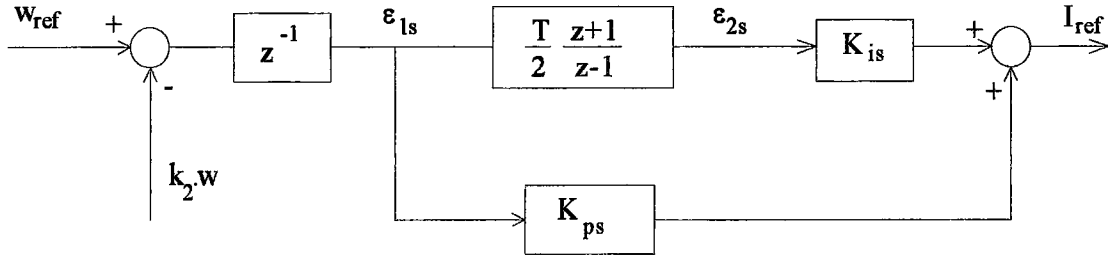 w_ref
+
-
k_2.w
z^-1
ε_1s
T/2 z+1/z-1
ε_2s
K_is
+
+
I_ref
K_ps